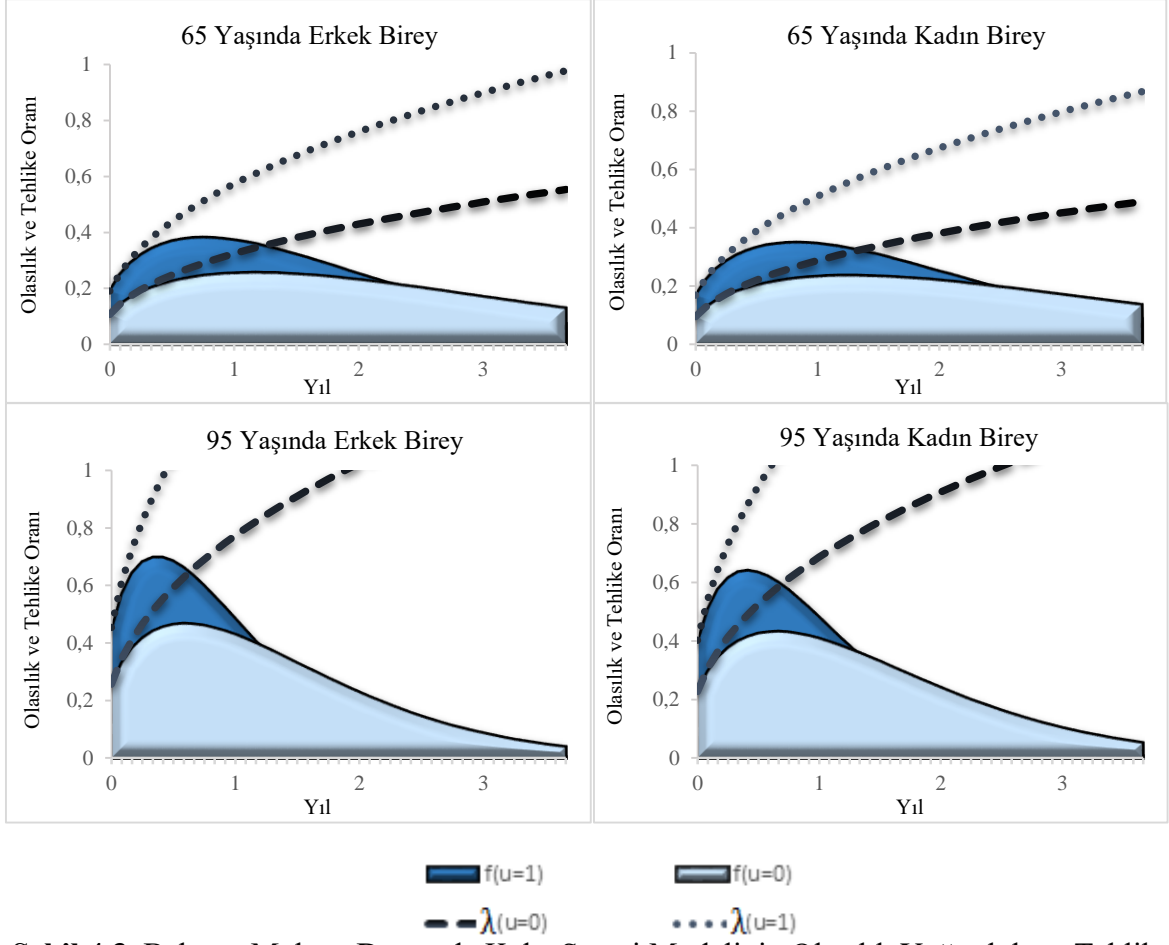 65 Yaşında Erkek Birey
Olasılık ve Tehlike Oranı
1
0,8
0,6
0,4
0,2
0
0 1 2 3
Yıl
65 Yaşında Kadın Birey
Olasılık ve Tehlike Oranı
1
0,8
0,6
0,4
0,2
0
0 1 2 3
Yıl
95 Yaşında Erkek Birey
Olasılık ve Tehlike Oranı
1
0,8
0,6
0,4
0,2
0
0 1 2 3
Yıl
95 Yaşında Kadın Birey
Olasılık ve Tehlike Oranı
1
0,8
0,6
0,4
0,2
0
0 1 2 3
Yıl
f(u=1) f(u=0)
λ(u=0) λ(u=1)